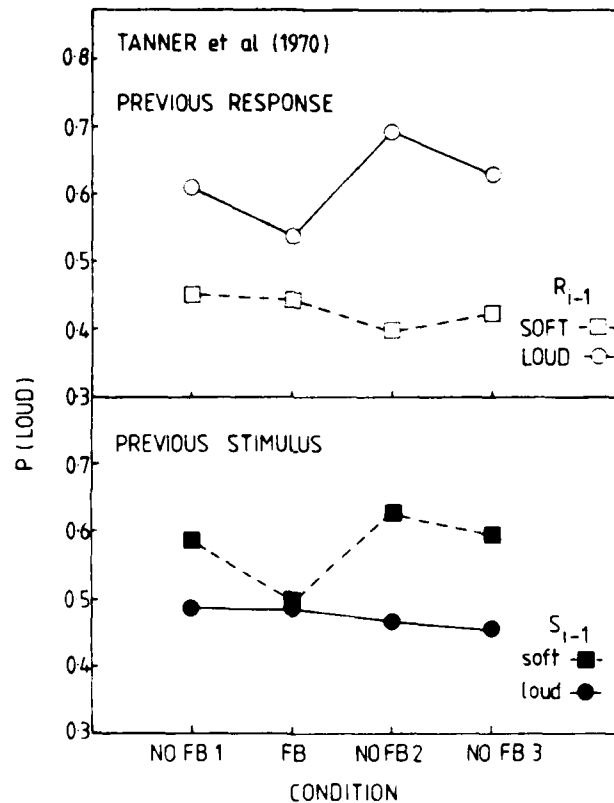 TANNER et al (1970)
PREVIOUS RESPONSE
0·8
0·7
0·6
0·5
0·4
0·3
R i-1
SOFT
LOUD
P (LOUD)
PREVIOUS STIMULUS
0·7
0·6
0·5
0·4
0·3
S i-1
soft
loud
NO FB 1 FB NO FB 2 NO FB 3
CONDITION